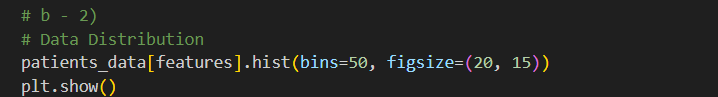 # b - 2)
# Data Distribution
patients_data[features].hist(bins=50, figsize=(20, 15))
plt.show()